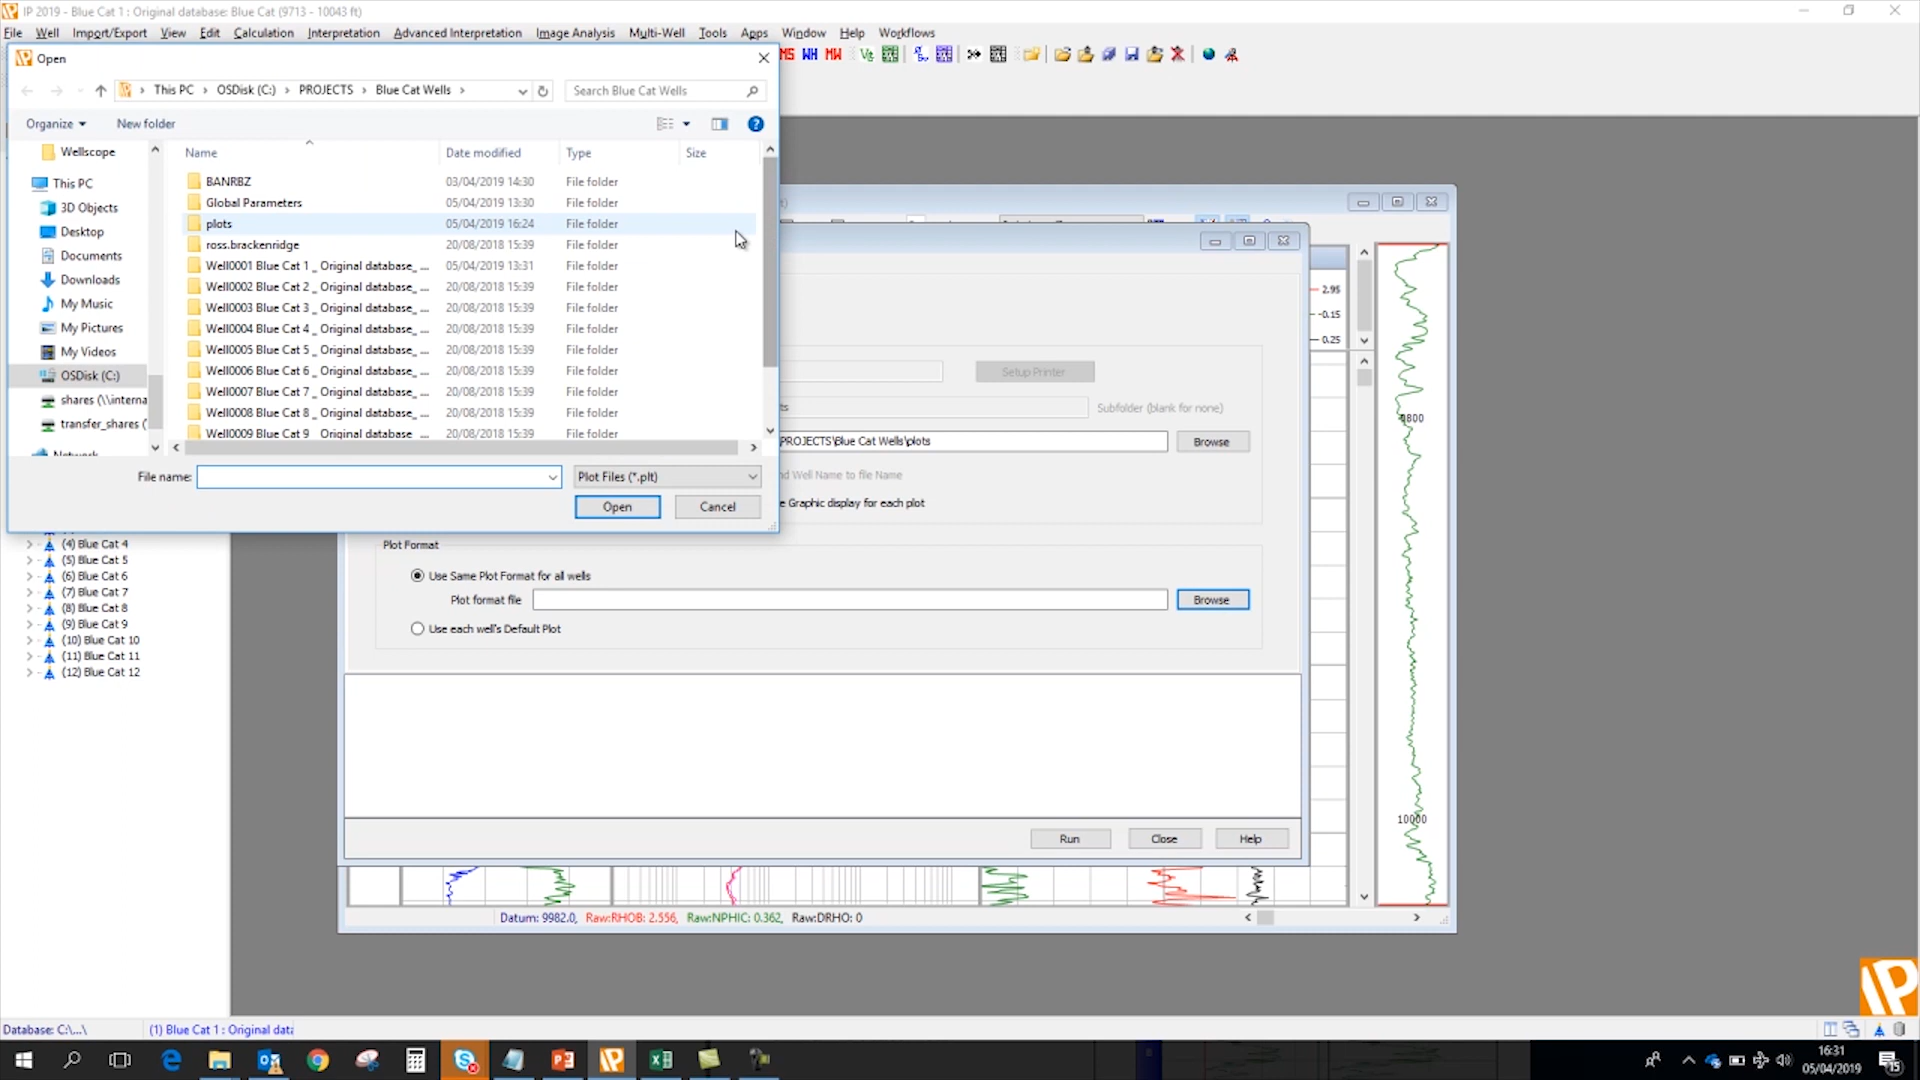 IP 2019 - Blue Cat 1 : Original database: Blue Cat (9713 - 10043 ft)
File Well Import/Export View Edit Calculation Interpretation Advanced Interpretation Image Analysis Multi-Well Tools Apps Window Help Workflows
Open
MS WH MW
This PC > OSDisk (C:) > PROJECTS > Blue Cat Wells >
Search Blue Cat Wells
Organize New folder
Name Date modified Type Size
Wellscope
This PC
3D Objects
Desktop
Documents
Downloads
My Music
My Pictures
My Videos
OSDisk (C:)
shares (\\interna
transfer_shares (
Network
BANRBZ 03/04/2019 14:30 File folder
Global Parameters 05/04/2019 13:30 File folder
plots 05/04/2019 16:24 File folder
ross.brackenridge 20/08/2018 15:39 File folder
Well0001 Blue Cat 1 _ Original database_ ... 05/04/2019 13:31 File folder
Well0002 Blue Cat 2 _ Original database_ ... 20/08/2018 15:39 File folder
Well0003 Blue Cat 3 _ Original database_ ... 20/08/2018 15:39 File folder
Well0004 Blue Cat 4 _ Original database_ ... 20/08/2018 15:39 File folder
Well0005 Blue Cat 5 _ Original database_ ... 20/08/2018 15:39 File folder
Well0006 Blue Cat 6 _ Original database_ ... 20/08/2018 15:39 File folder
Well0007 Blue Cat 7 _ Original database_ ... 20/08/2018 15:39 File folder
Well0008 Blue Cat 8 _ Original database_ ... 20/08/2018 15:39 File folder
Well0009 Blue Cat 9 _ Original database_ ... 20/08/2018 15:39 File folder
File name: Plot Files (*.plt)
Open Cancel
2.95
-0.15
0.25
Setup Printer
ts Subfolder (blank for none)
PROJECTS\Blue Cat Wells\plots Browse
nd Well Name to file Name
e Graphic display for each plot
9800
10000
(4) Blue Cat 4
(5) Blue Cat 5
(6) Blue Cat 6
(7) Blue Cat 7
(8) Blue Cat 8
(9) Blue Cat 9
(10) Blue Cat 10
(11) Blue Cat 11
(12) Blue Cat 12
Plot Format
Use Same Plot Format for all wells
Plot format file Browse
Use each well's Default Plot
Run Close Help
Datum: 9982.0, Raw:RHOB: 2.556, Raw:NPHIC: 0.362, Raw:DRHO: 0
IP
Database: C:\...\ (1) Blue Cat 1 : Original data
16:31
05/04/2019
15